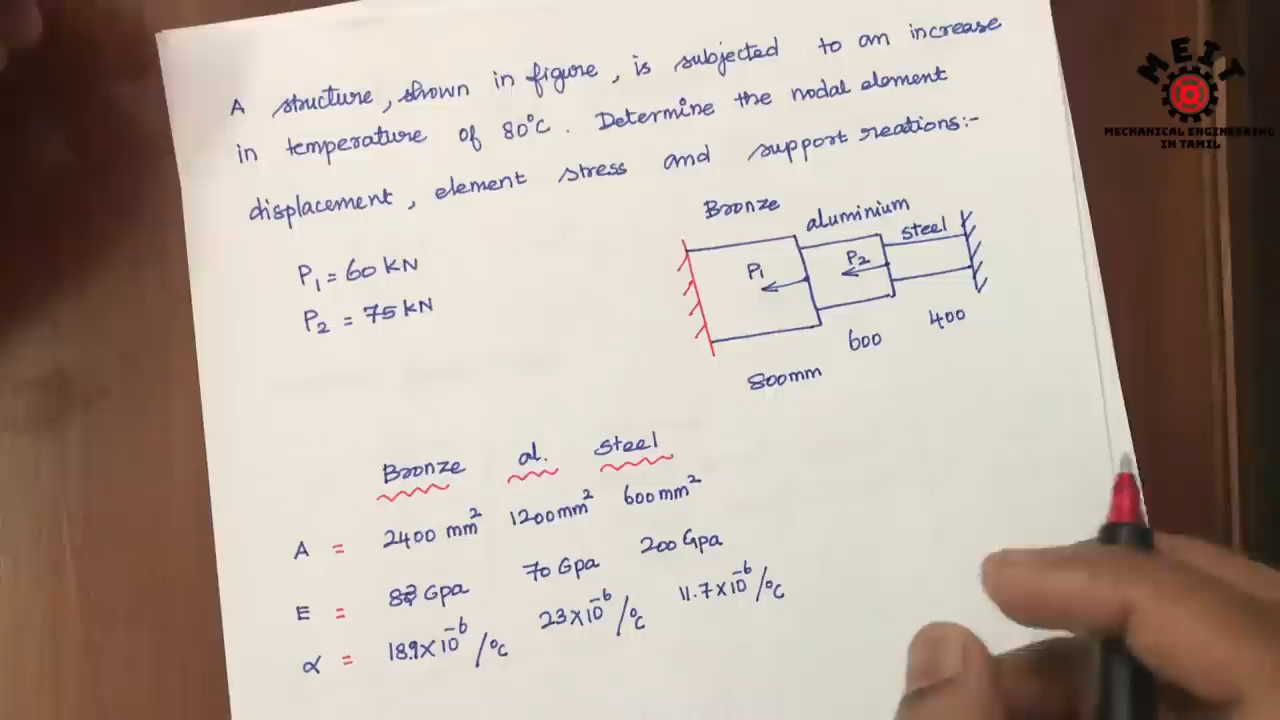 A structure, shown in figure, is subjected to an increase
in temperature of 80°C. Determine the nodal element
displacement, element stress and support reations:-
P1 = 60 KN
P2 = 75 KN
Bronze aluminium steel
P1 P2
800mm 600 400
Bronze al. Steel
A = 2400 mm² 1200mm² 600mm²
E = Gpa 70 Gpa 200 Gpa
α = 18.9×10⁻⁶/°C 23×10⁻⁶/°C 11.7×10⁻⁶/°C
METT
MECHANICAL ENGINEERING
IN TAMIL